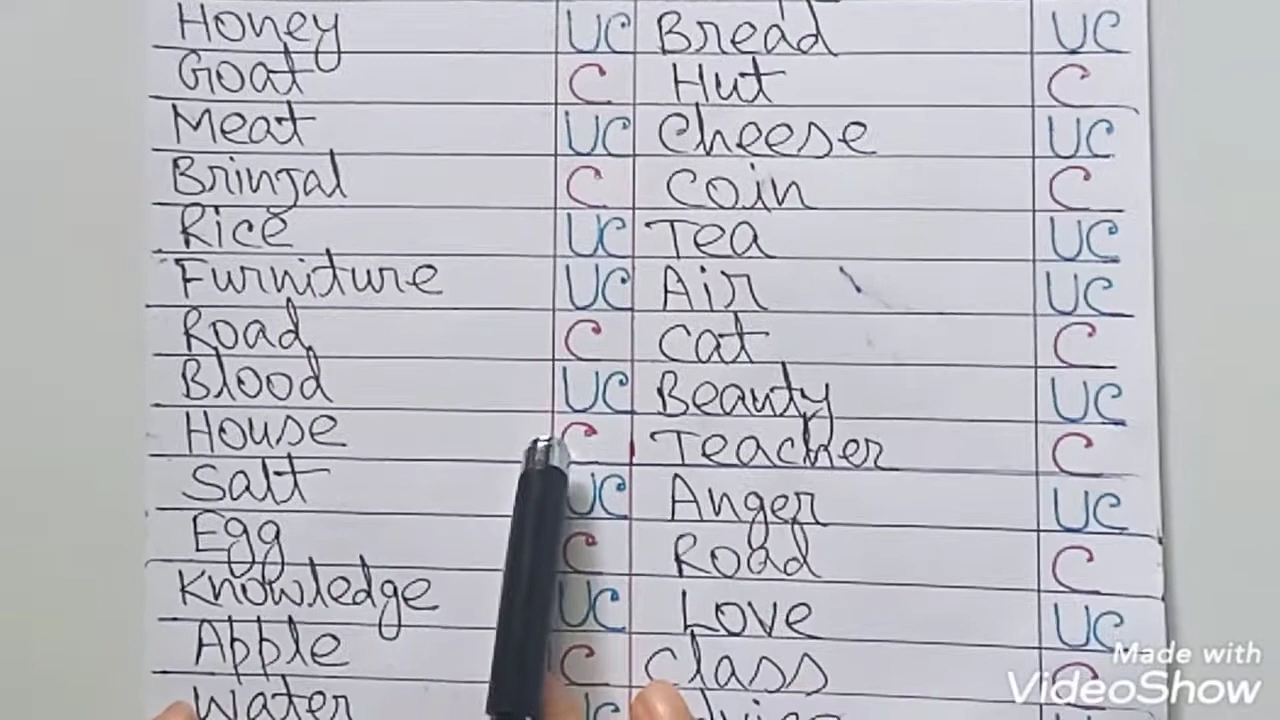 Honey UC Bread UC
Goat C Hut C
Meat UC Cheese UC
Brinjal C Coin C
Rice UC Tea UC
Furniture UC Air UC
Road C Cat C
Blood UC Beauty UC
House C Teacher C
Salt UC Anger UC
Egg C Road C
Knowledge UC Love UC
Apple C Class C
Water UC
Made with
VideoShow